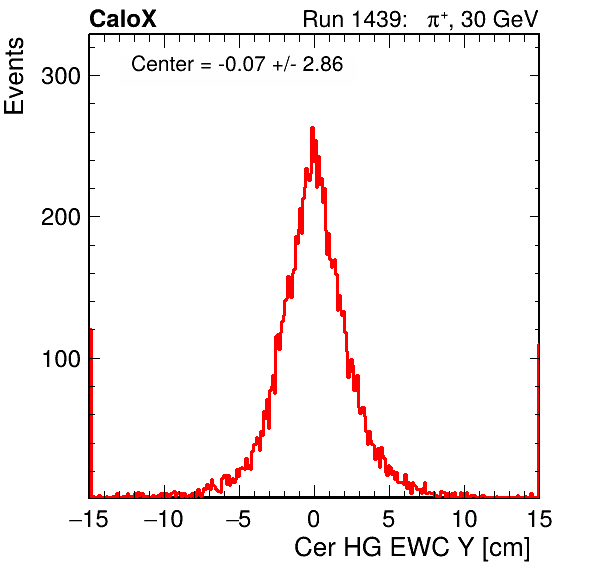 CaloX Run 1439: π⁺, 30 GeV
Events
Center = -0.07 +/- 2.86
300
200
100
−15 −10 −5 0 5 10 15
Cer HG EWC Y [cm]